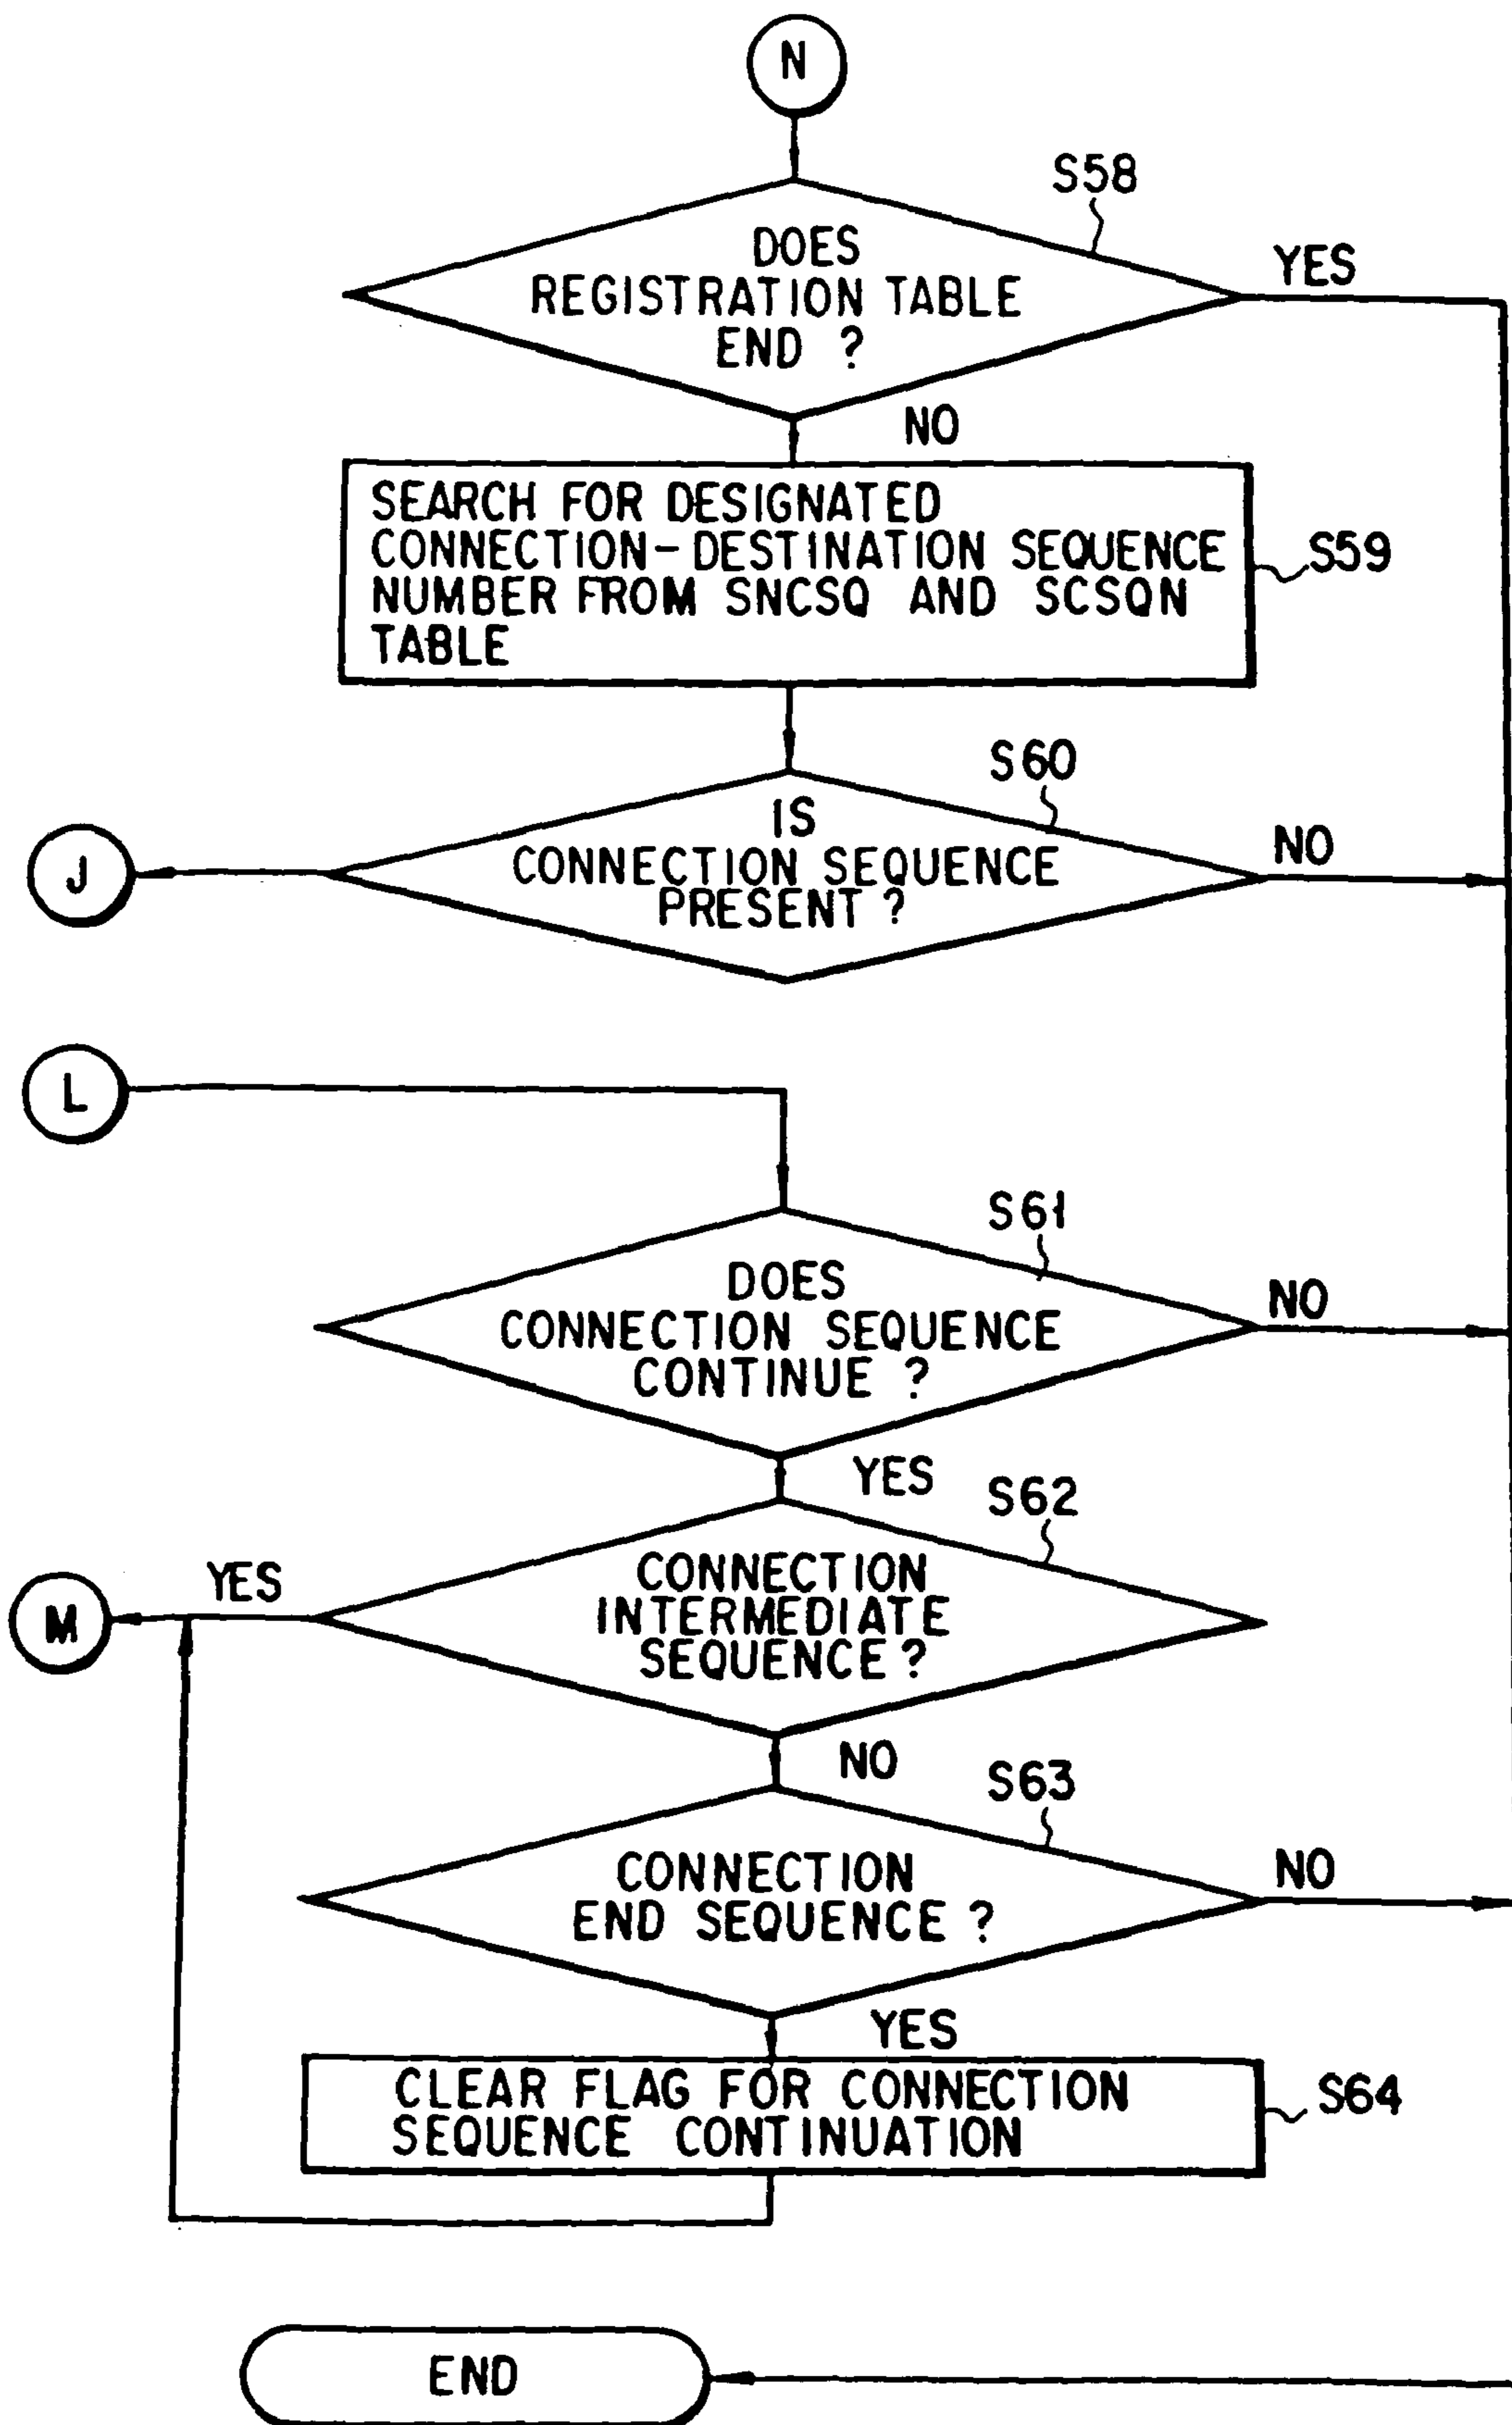 N
S58
DOES
REGISTRATION TABLE
END ?
YES
NO
SEARCH FOR DESIGNATED
CONNECTION-DESTINATION SEQUENCE
NUMBER FROM SNCSQ AND SCSQN
TABLE
S59
S60
IS
CONNECTION SEQUENCE
PRESENT ?
NO
J
L
S61
DOES
CONNECTION SEQUENCE
CONTINUE ?
NO
YES
S62
CONNECTION
INTERMEDIATE
SEQUENCE ?
YES
M
NO
S63
CONNECTION
END SEQUENCE ?
NO
YES
CLEAR FLAG FOR CONNECTION
SEQUENCE CONTINUATION
S64
END